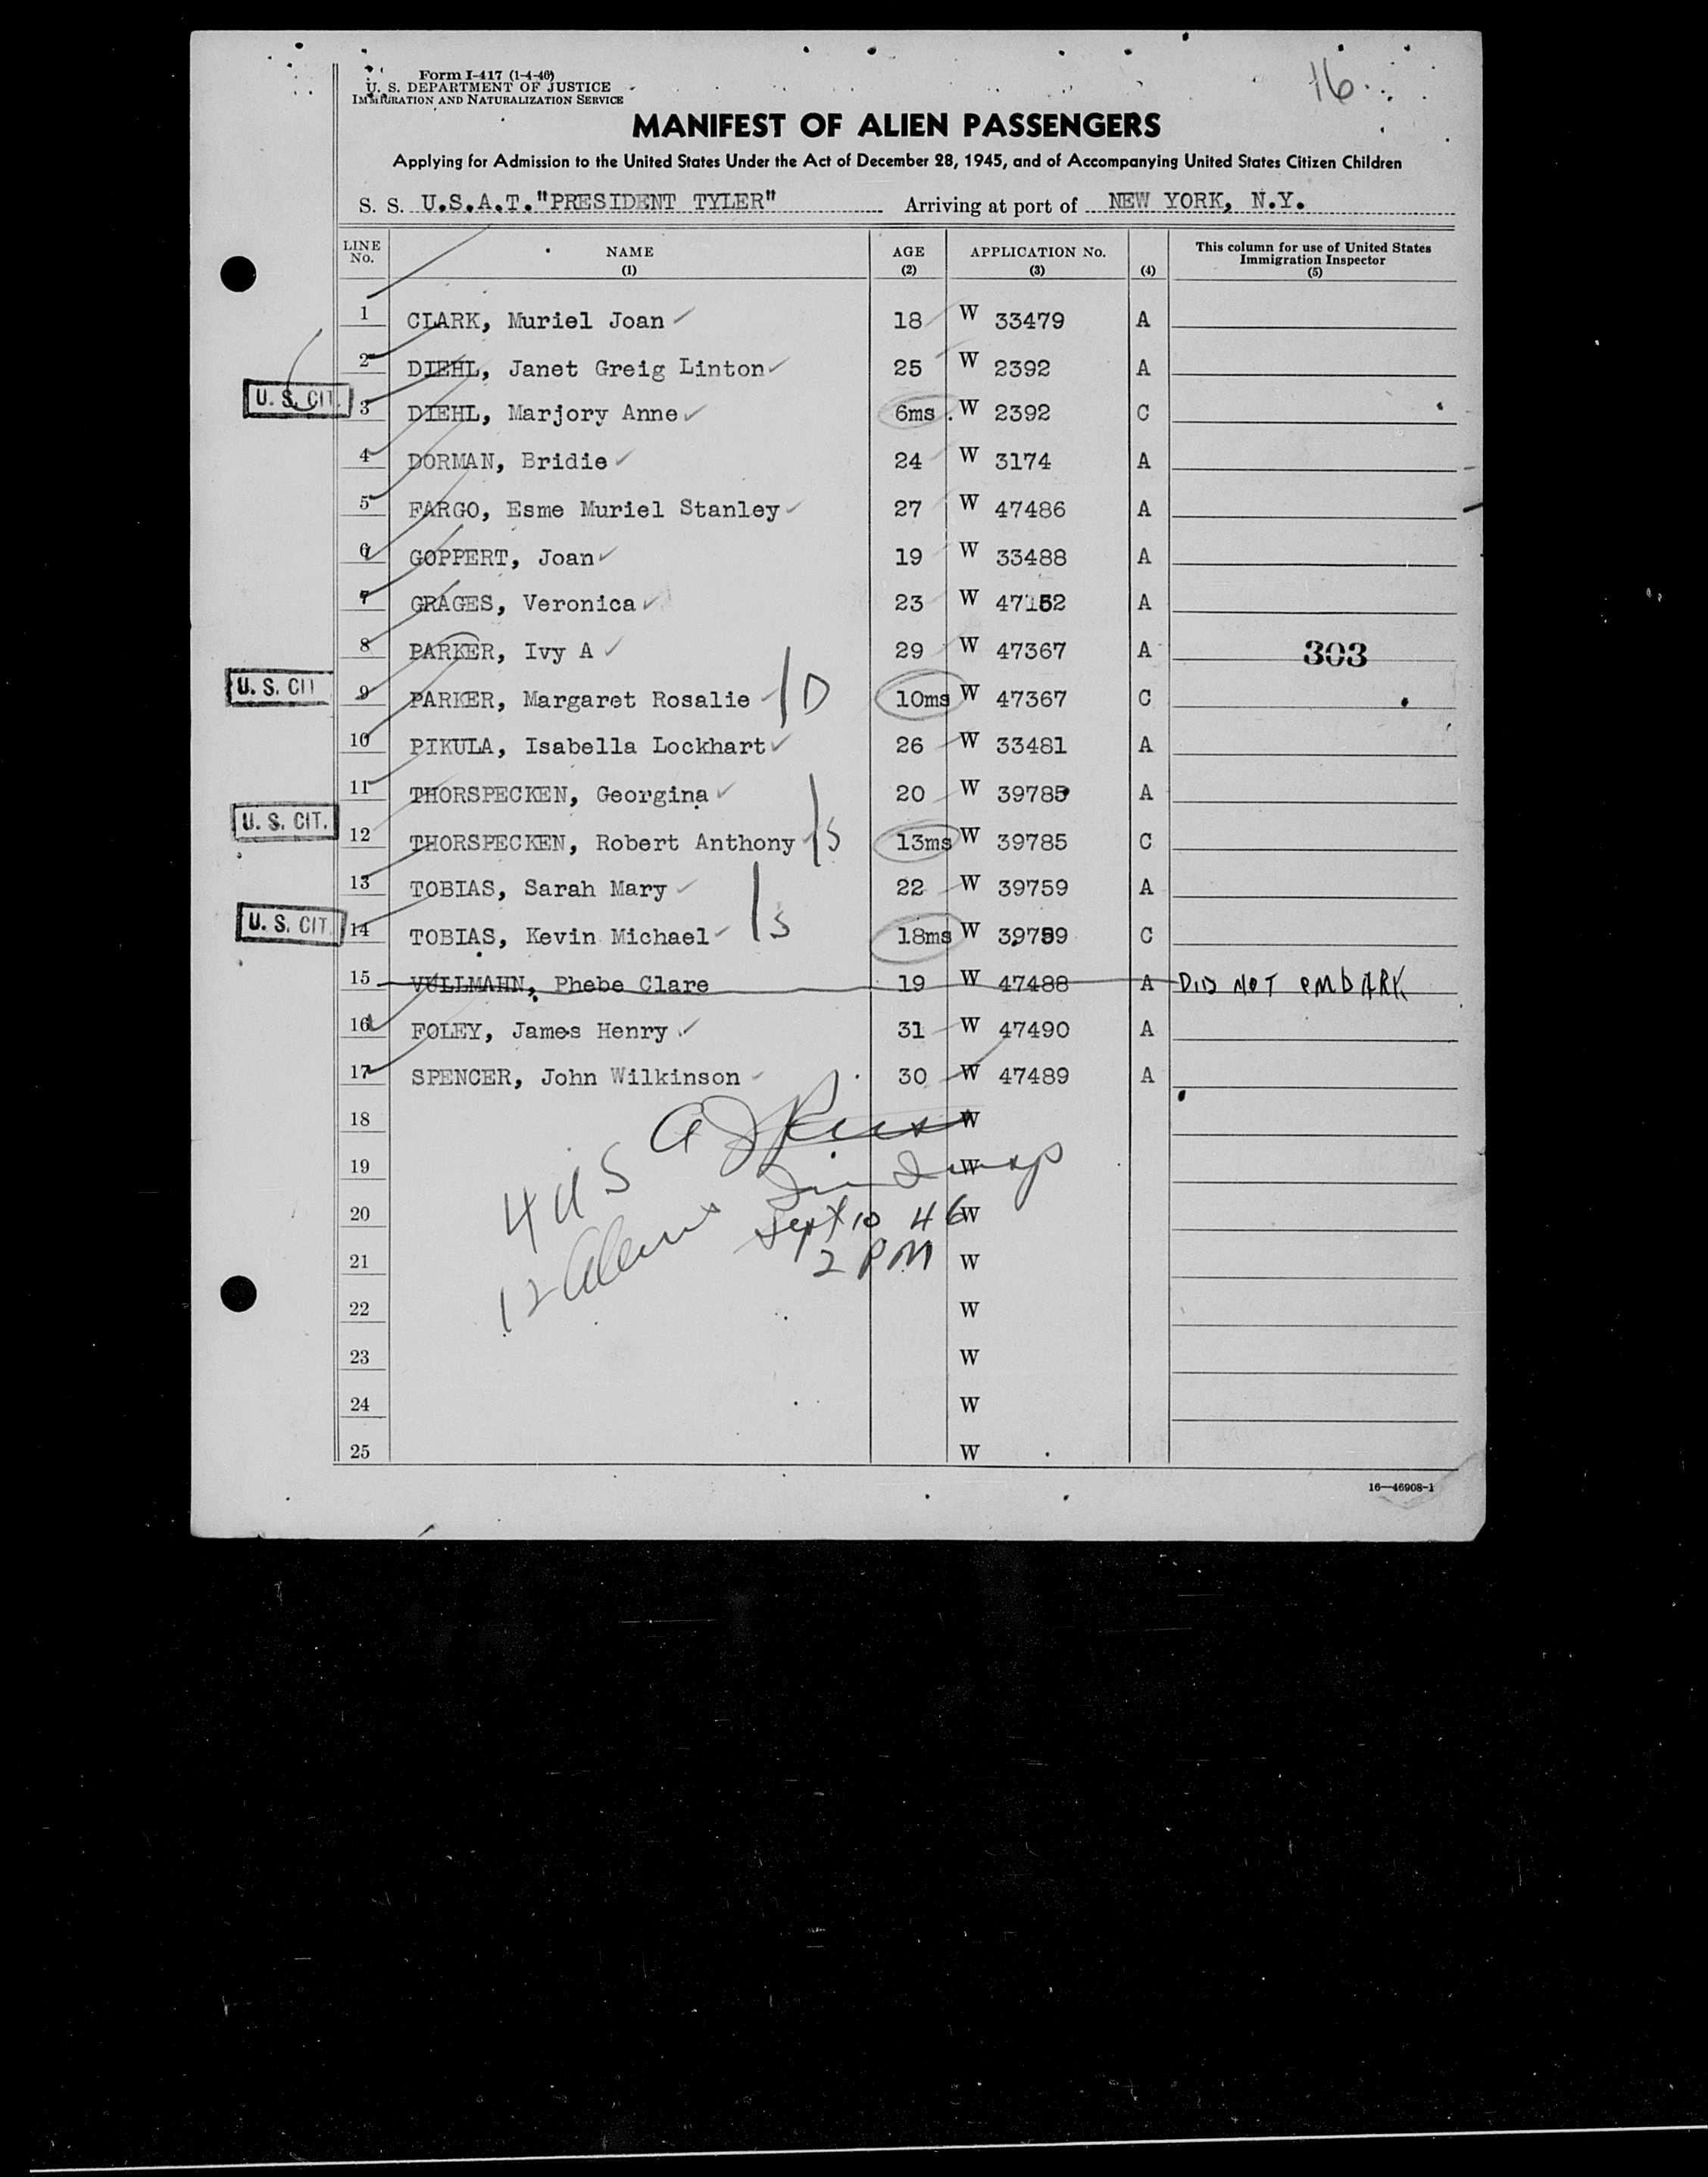 16
Form I-417 (1-4-46)
U. S. DEPARTMENT OF JUSTICE
IMMIGRATION AND NATURALIZATION SERVICE
MANIFEST OF ALIEN PASSENGERS
Applying for Admission to the United States Under the Act of December 28, 1945, and of Accompanying United States Citizen Children
S. S. U.S.A.T."PRESIDENT TYLER" Arriving at port of NEW YORK, N.Y.
LINE No. NAME (1) AGE (2) APPLICATION No. (3) (4) This column for use of United States Immigration Inspector (5)
1 CLARK, Muriel Joan 18 W 33479 A
2 DIEHL, Janet Greig Linton 25 W 2392 A
U. S. CIT. 3 DIEHL, Marjory Anne 6ms. W 2392 C
4 DORMAN, Bridie 24 W 3174 A
5 FARGO, Esme Muriel Stanley 27 W 47486 A
6 GOPPERT, Joan 19 W 33488 A
7 GRAGES, Veronica 23 W 47152 A
8 PARKER, Ivy A 29 W 47367 A 303
U. S. CIT 9 PARKER, Margaret Rosalie D 10ms W 47367 C
10 PIKULA, Isabella Lockhart 26 W 33481 A
11 THORSPECKEN, Georgina 20 W 39785 A
U. S. CIT. 12 THORSPECKEN, Robert Anthony S 13ms W 39785 C
13 TOBIAS, Sarah Mary 22 W 39759 A
U. S. CIT. 14 TOBIAS, Kevin Michael S 18ms W 39759 C
15 VULLMAHN, Phebe Clare 19 W 47488 A DID NOT EMBARK
16 FOLEY, James Henry 31 W 47490 A
17 SPENCER, John Wilkinson 30 W 47489 A
18 W
19 4 US W
20 Sept 10 46 W
21 12 Aliens 2 PM W
22 W
23 W
24 W
25 W
16—46908-1